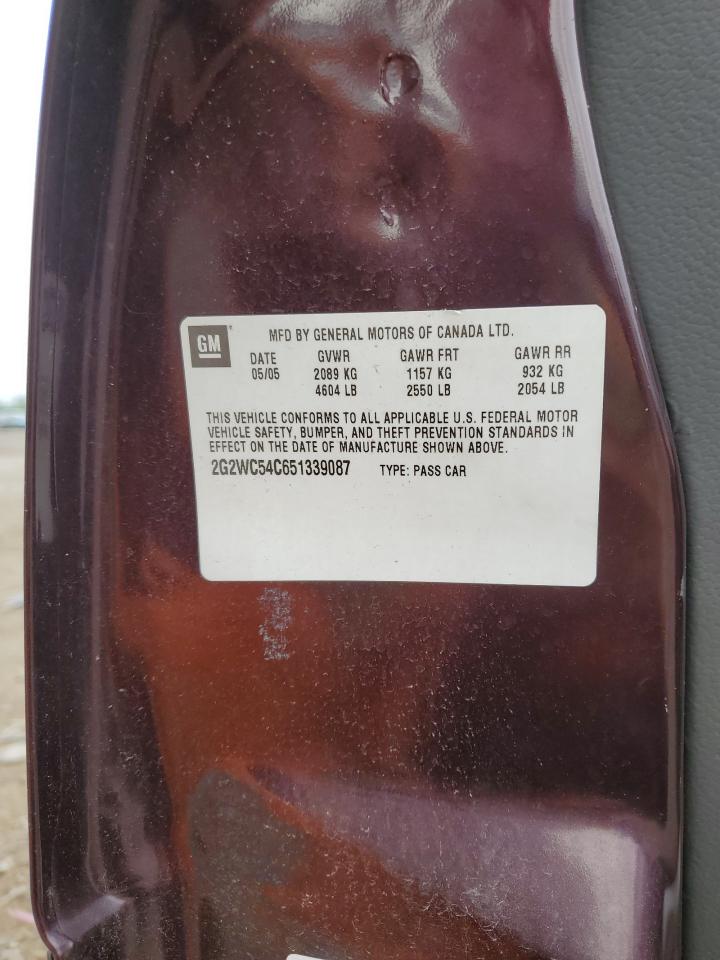 GM
MFD BY GENERAL MOTORS OF CANADA LTD.
DATE GVWR GAWR FRT GAWR RR
05/05 2089 KG 1157 KG 932 KG
4604 LB 2550 LB 2054 LB
THIS VEHICLE CONFORMS TO ALL APPLICABLE U.S. FEDERAL MOTOR
VEHICLE SAFETY, BUMPER, AND THEFT PREVENTION STANDARDS IN
EFFECT ON THE DATE OF MANUFACTURE SHOWN ABOVE.
2G2WC54C651339087 TYPE: PASS CAR